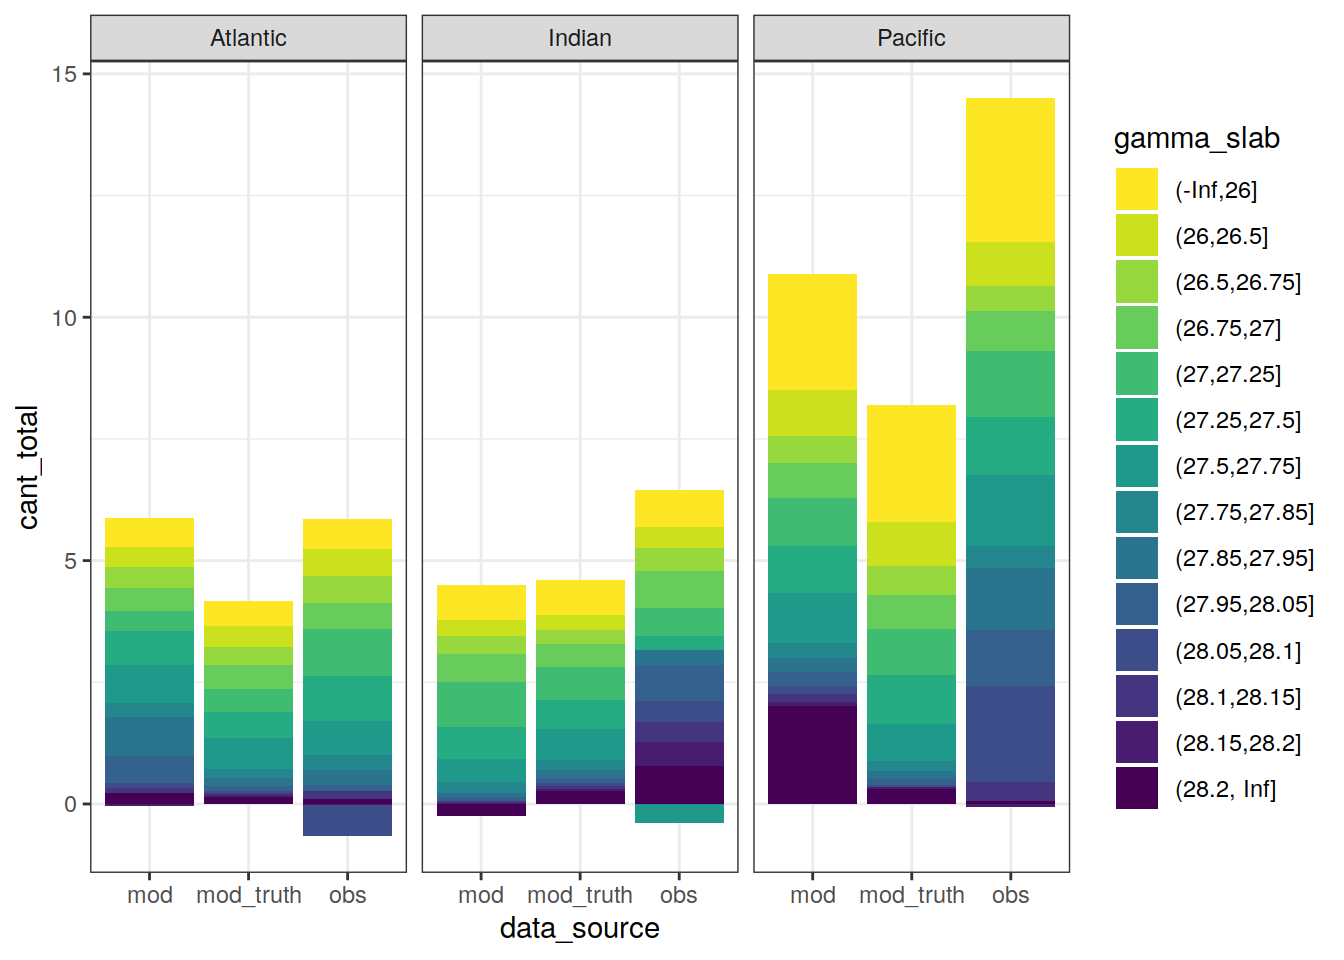 Atlantic
Indian
Pacific
15
10
5
0
cant_total
mod
mod_truth
obs
mod
mod_truth
obs
mod
mod_truth
obs
data_source
gamma_slab
(-Inf,26]
(26,26.5]
(26.5,26.75]
(26.75,27]
(27,27.25]
(27.25,27.5]
(27.5,27.75]
(27.75,27.85]
(27.85,27.95]
(27.95,28.05]
(28.05,28.1]
(28.1,28.15]
(28.15,28.2]
(28.2, Inf]